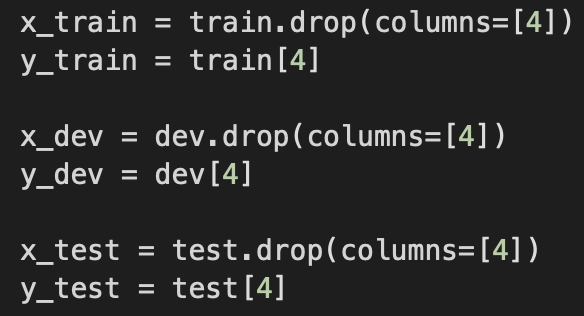 x_train = train.drop(columns=[4])
y_train = train[4]
x_dev = dev.drop(columns=[4])
y_dev = dev[4]
x_test = test.drop(columns=[4])
y_test = test[4]